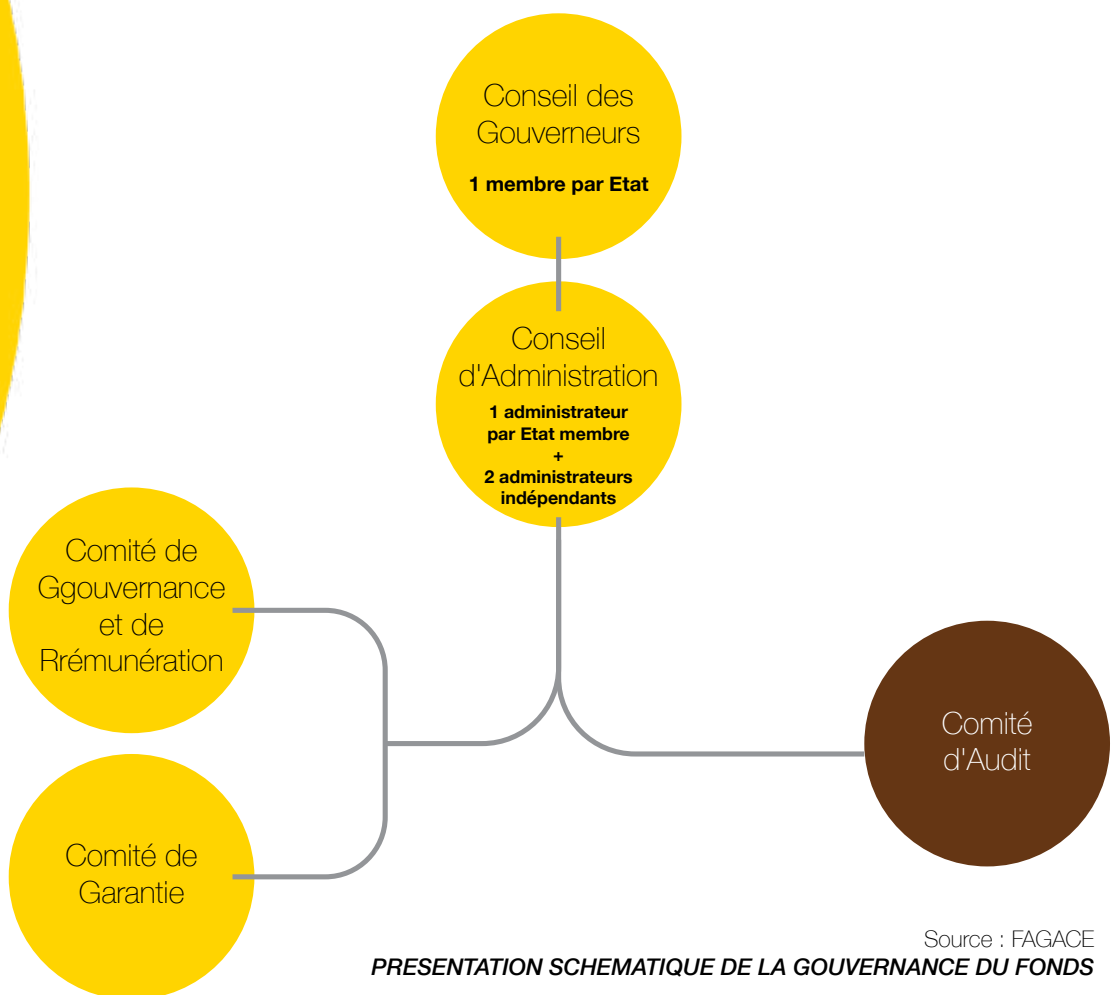 Conseil des
Gouverneurs
1 membre par Etat
Conseil
d'Administration
1 administrateur
par Etat membre
+
2 administrateurs
indépendants
Comité de
Ggouvernance
et de
Rrémunération
Comité
d'Audit
Comité de
Garantie
Source : FAGACE
PRESENTATION SCHEMATIQUE DE LA GOUVERNANCE DU FONDS